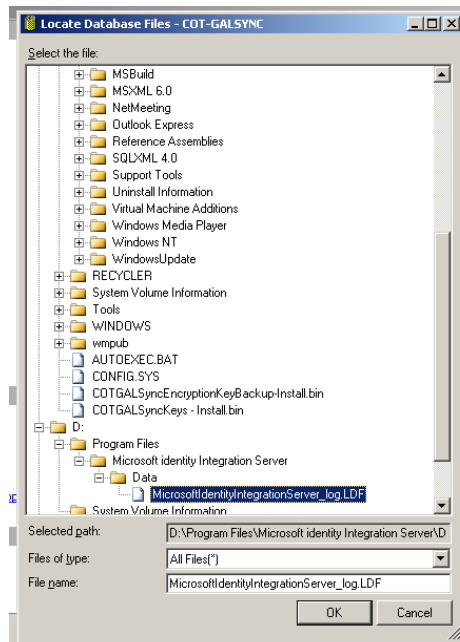 Locate Database Files - COT-GALSYNC
Select the file:
MSBuild
MSXML 6.0
NetMeeting
Outlook Express
Reference Assemblies
SQLXML 4.0
Support Tools
Uninstall Information
Virtual Machine Additions
Windows Media Player
Windows NT
WindowsUpdate
RECYCLER
System Volume Information
Tools
WINDOWS
wmpub
AUTOEXEC.BAT
CONFIG.SYS
COTGALSyncEncryptionKeyBackup-Install.bin
COTGALSyncKeys - Install.bin
D:
Program Files
Microsoft identity Integration Server
Data
MicrosoftIdentityIntegrationServer_log.LDF
System Volume Information
Selected path: D:\Program Files\Microsoft identity Integration Server\D
Files of type: All Files(*)
File name: MicrosoftIdentityIntegrationServer_log.LDF
OK Cancel